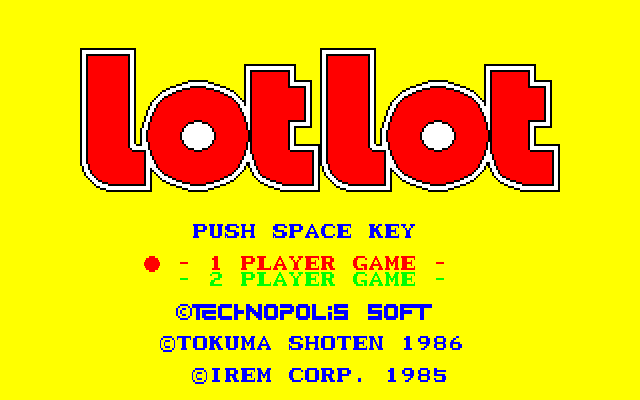 lotlot
PUSH SPACE KEY
- 1 PLAYER GAME -
- 2 PLAYER GAME -
©TECHNOPOLiS SOFT
©TOKUMA SHOTEN 1986
©IREM CORP. 1985